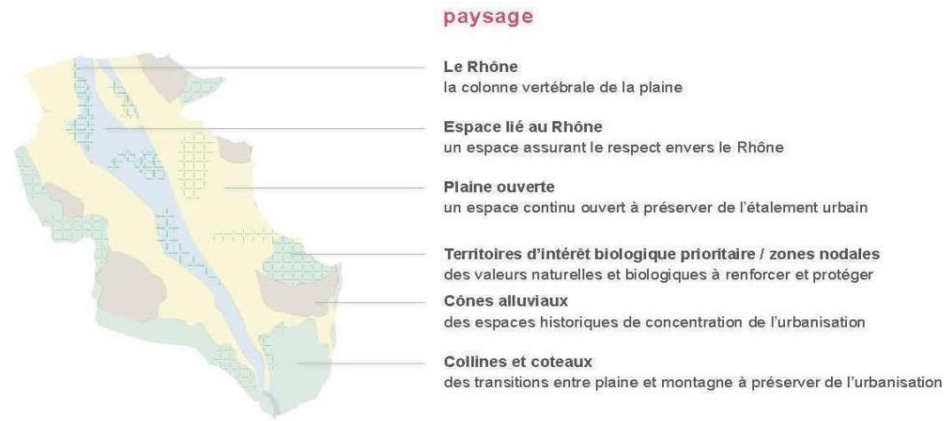 paysage
Le Rhône
la colonne vertébrale de la plaine
Espace lié au Rhône
un espace assurant le respect envers le Rhône
Plaine ouverte
un espace continu ouvert à préserver de l'étalement urbain
Territoires d'intérêt biologique prioritaire / zones nodales
des valeurs naturelles et biologiques à renforcer et protéger
Cônes alluviaux
des espaces historiques de concentration de l'urbanisation
Collines et coteaux
des transitions entre plaine et montagne à préserver de l'urbanisation